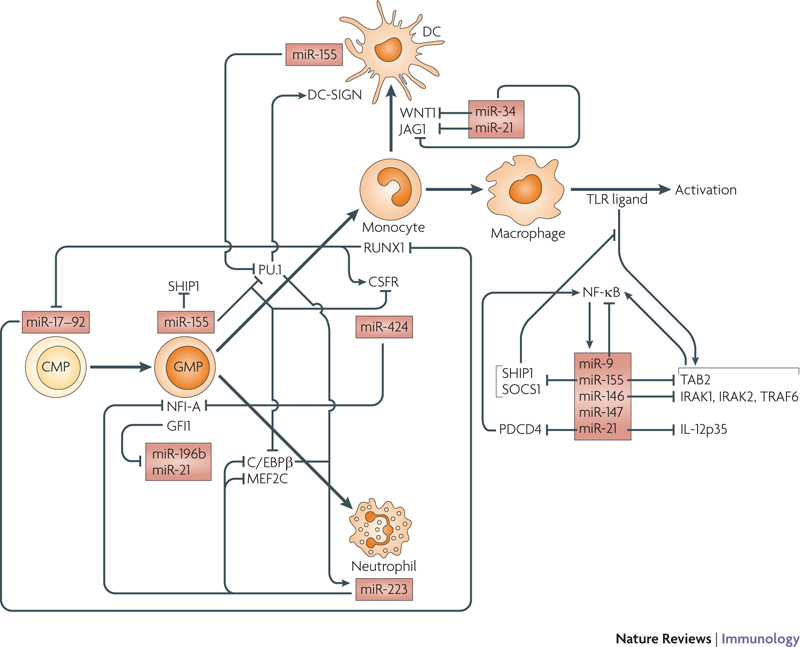 DC
miR-155
DC-SIGN
WNT1
miR-34
JAG1
miR-21
Monocyte
Macrophage
TLR ligand
Activation
RUNX1
PU.1
CSFR
SHIP1
NF-κB
miR-17–92
miR-155
miR-424
CMP
GMP
miR-9
SHIP1
miR-155
TAB2
SOCS1
miR-146
IRAK1, IRAK2, TRAF6
miR-147
PDCD4
miR-21
IL-12p35
NFI-A
GFI1
miR-196b
miR-21
C/EBPβ
MEF2C
Neutrophil
miR-223
Nature Reviews | Immunology